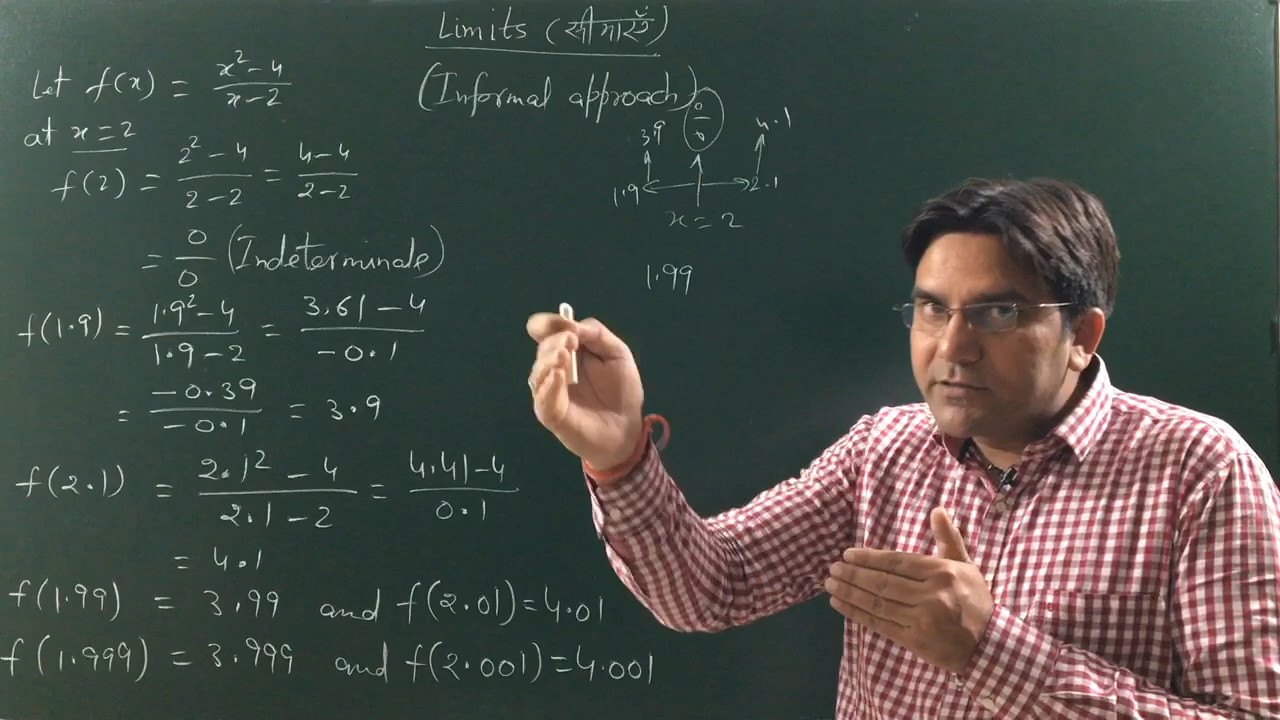 Limits (सीमाएँ)
(Informal approach)
Let f(x) = x² - 4 / x - 2
at x = 2
f(2) = 2² - 4 / 2 - 2 = 4 - 4 / 2 - 2
= 0/0 (Indeterminate)
f(1.9) = 1.9² - 4 / 1.9 - 2 = 3.61 - 4 / - 0.1
= - 0.39 / - 0.1 = 3.9
f(2.1) = 2.1² - 4 / 2.1 - 2 = 4.41 - 4 / 0.1
= 4.1
f(1.99) = 3.99 and f(2.01) = 4.01
f(1.999) = 3.999 and f(2.001) = 4.001
3.9 0/0 4.1
1.9 2.1
x = 2
1.99